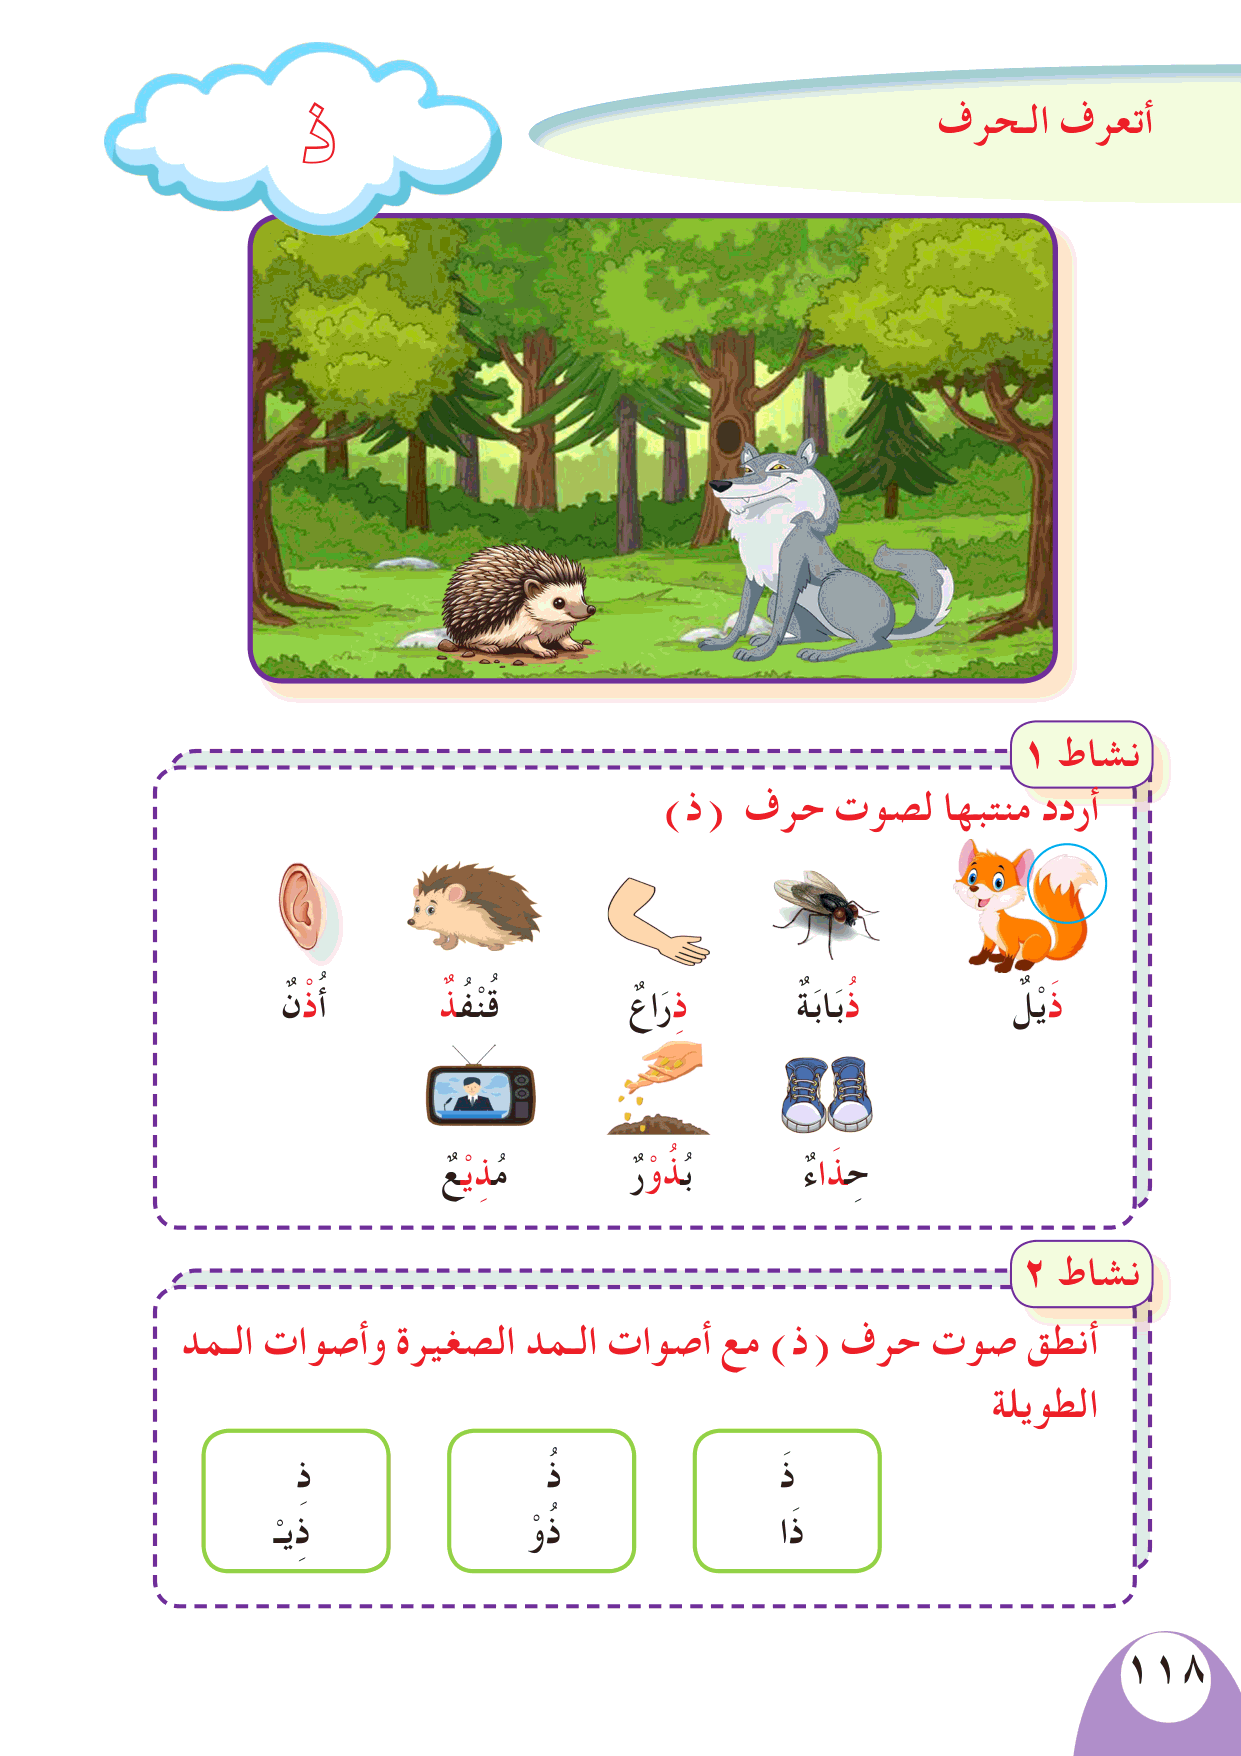 أتعرف الحرف
ذ
نشاط ١
أردد منتبها لصوت حرف (ذ)
ذَيْلٌ ذُبَابَةٌ ذِرَاعٌ قُنْفُذٌ أُذْنٌ
حِذَاءٌ بُذُوْرٌ مُذِيْعٌ
نشاط ٢
أنطق صوت حرف (ذ) مع أصوات المد الصغيرة وأصوات المد
الطويلة
ذَ ذُ ذِ
ذَا ذُوْ ذِيـْ
١١٨